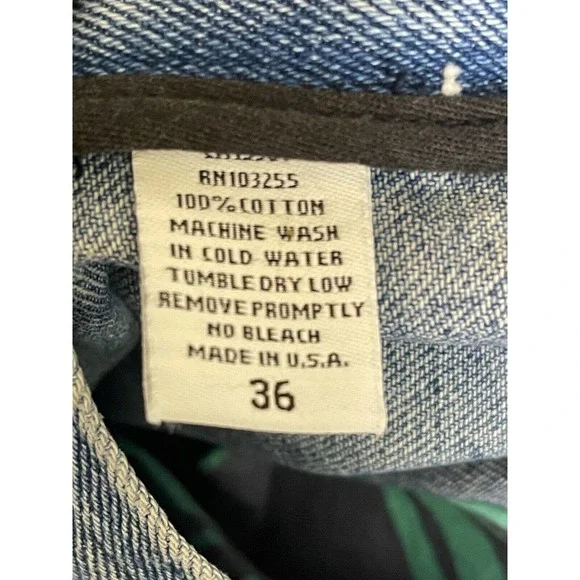 RN103255
100%COTTON
MACHINE WASH
IN COLD WATER
TUMBLE DRY LOW
REMOVE PROMPTLY
NO BLEACH
MADE IN U.S.A.
36